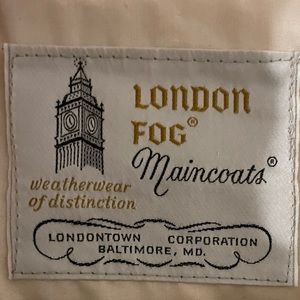 LONDON
FOG®
Maincoats®
weatherwear
of distinction
LONDONTOWN CORPORATION
BALTIMORE, MD.